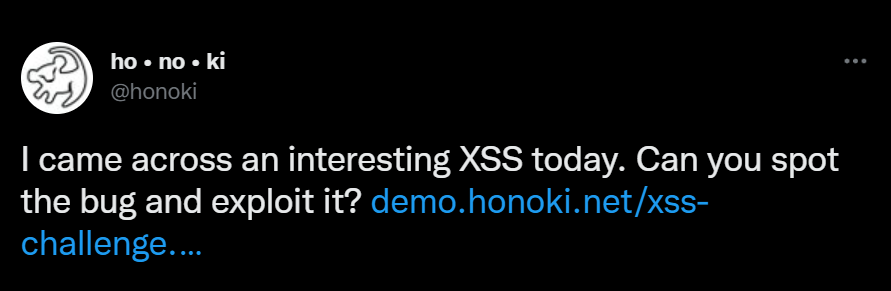 ho • no • ki
@honoki
I came across an interesting XSS today. Can you spot
the bug and exploit it? demo.honoki.net/xss-
challenge.…